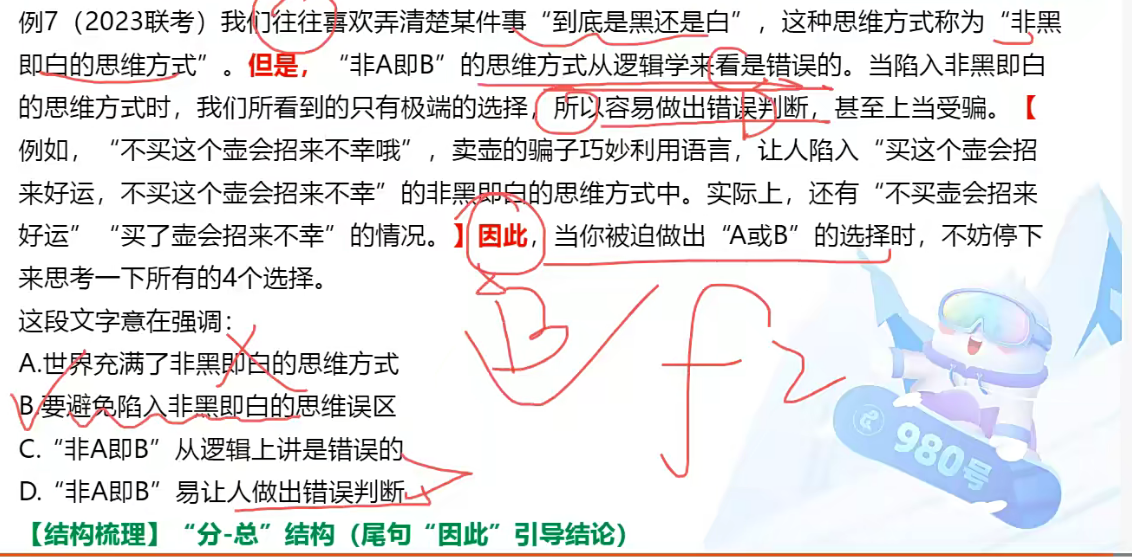 例7（2023联考）我们往往喜欢弄清楚某件事“到底是黑还是白”，这种思维方式称为“非黑
即白的思维方式”。但是，“非A即B”的思维方式从逻辑学来看是错误的。当陷入非黑即白
的思维方式时，我们所看到的只有极端的选择，所以容易做出错误判断，甚至上当受骗。【
例如，“不买这个壶会招来不幸哦”，卖壶的骗子巧妙利用语言，让人陷入“买这个壶会招
来好运，不买这个壶会招来不幸”的非黑即白的思维方式中。实际上，还有“不买壶会招来
好运”“买了壶会招来不幸”的情况。】因此，当你被迫做出“A或B”的选择时，不妨停下
来思考一下所有的4个选择。
这段文字意在强调：
A.世界充满了非黑即白的思维方式
B.要避免陷入非黑即白的思维误区
C.“非A即B”从逻辑上讲是错误的
D.“非A即B”易让人做出错误判断
【结构梳理】“分-总”结构（尾句“因此”引导结论）
B
980号